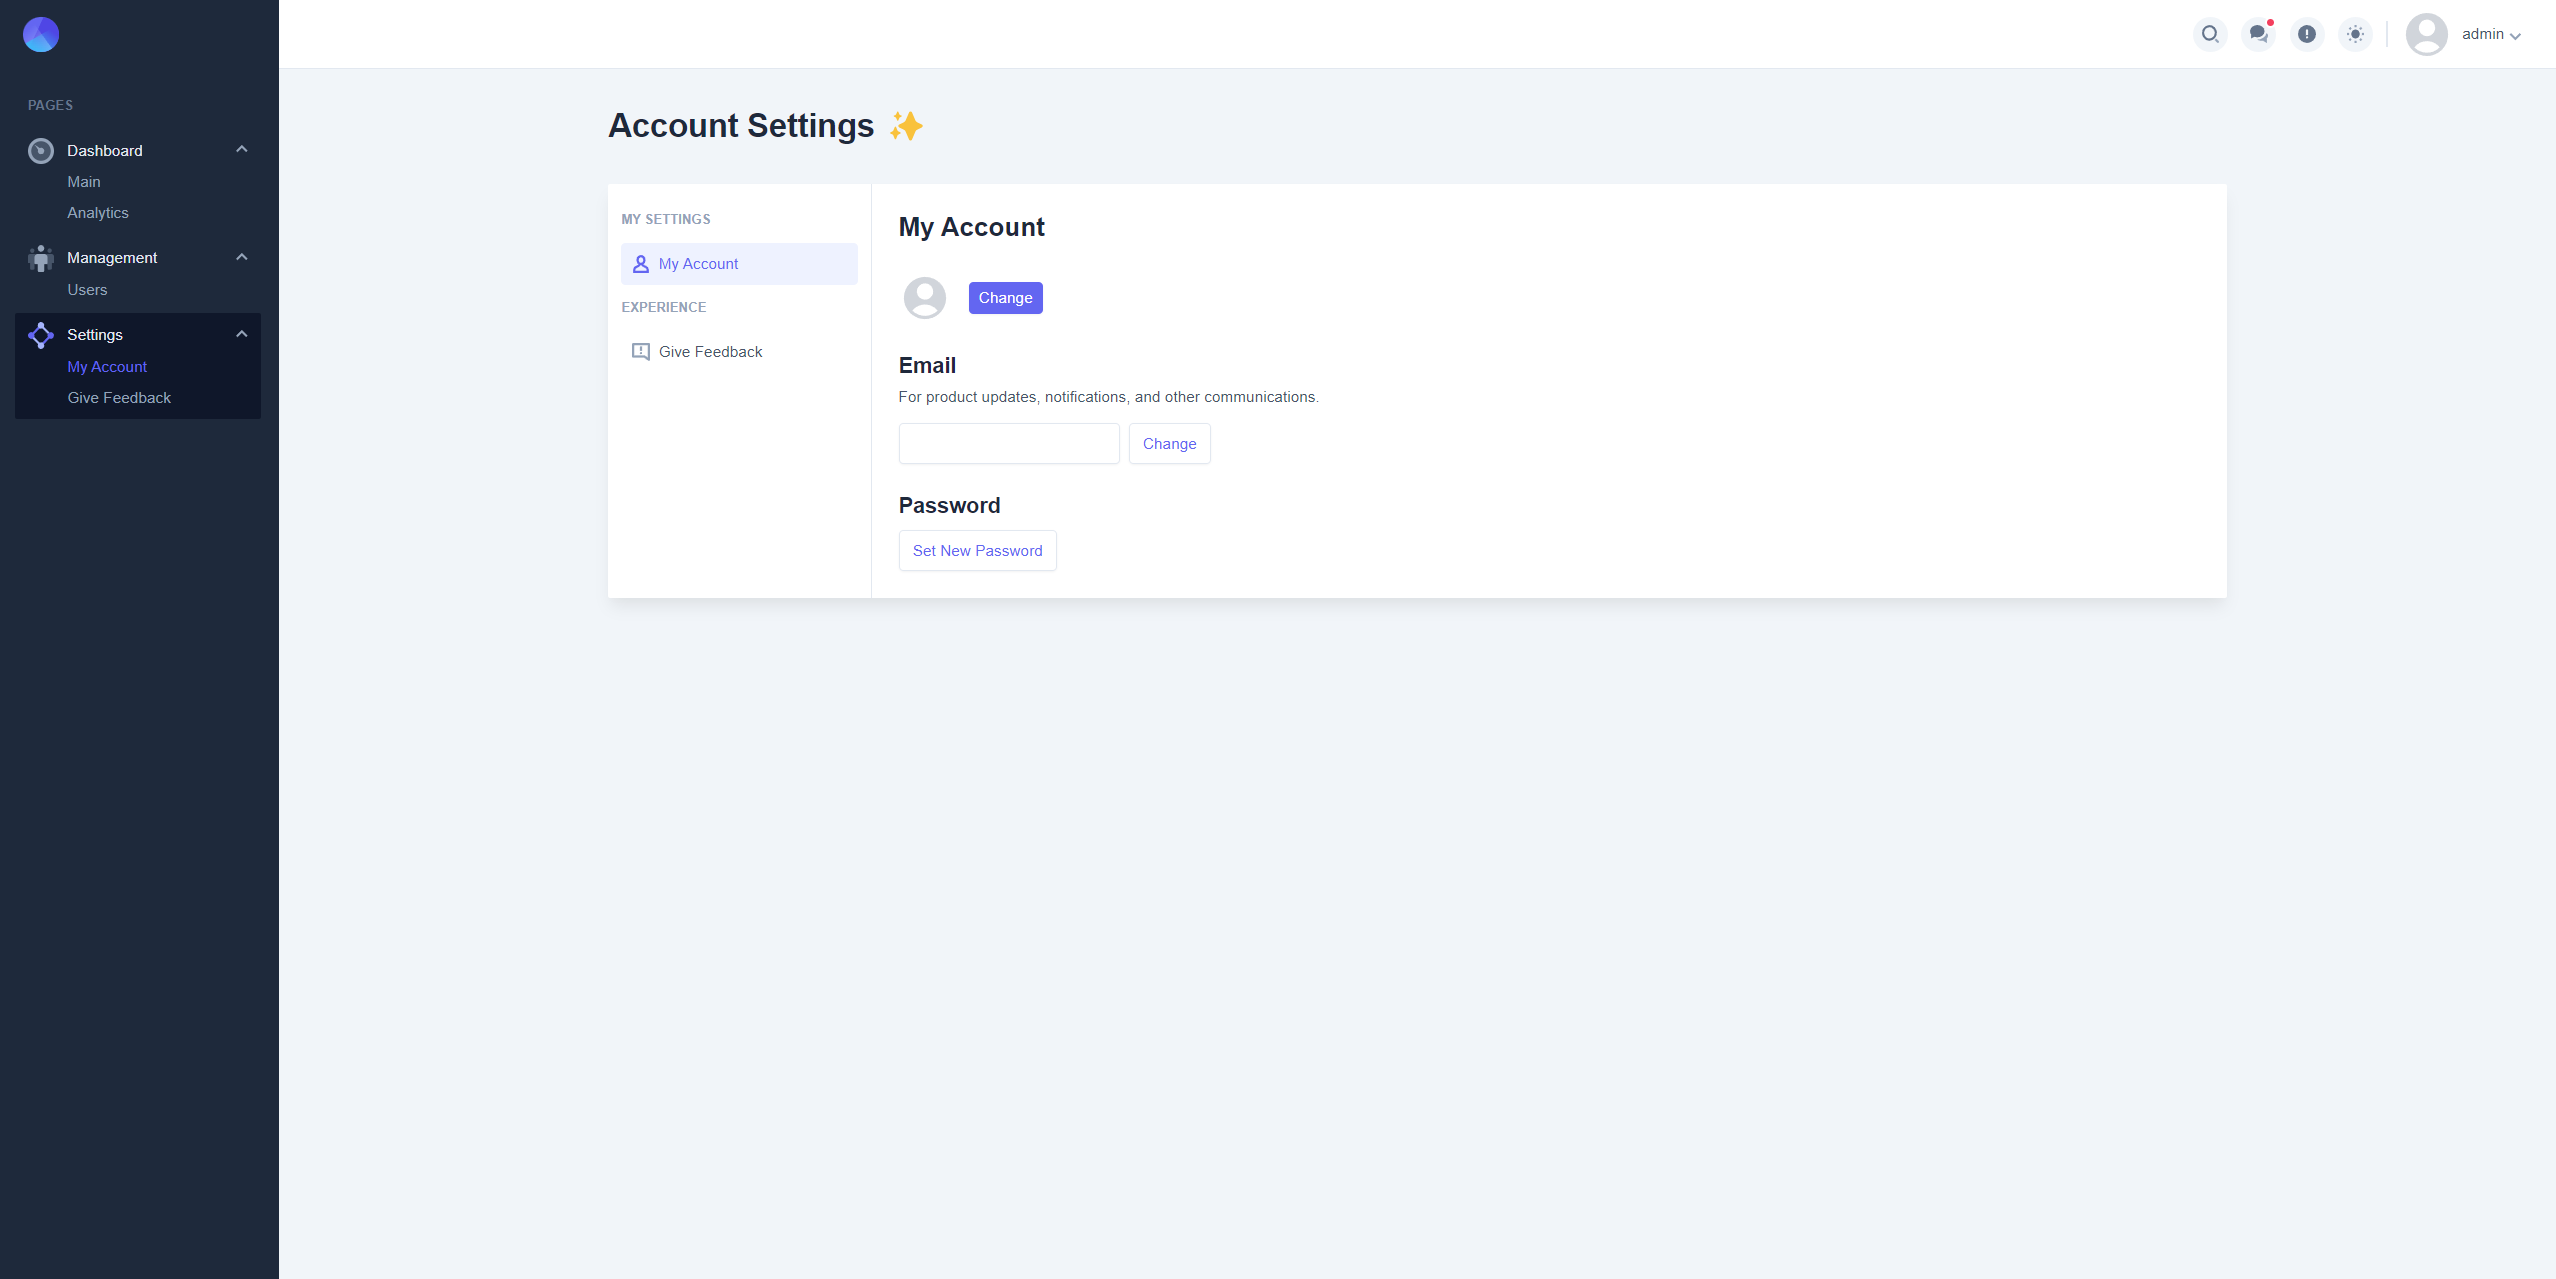 PAGES
Dashboard
Main
Analytics
Management
Users
Settings
My Account
Give Feedback
admin
Account Settings ✨
MY SETTINGS
My Account
EXPERIENCE
Give Feedback
My Account
Change
Email
For product updates, notifications, and other communications.
Change
Password
Set New Password